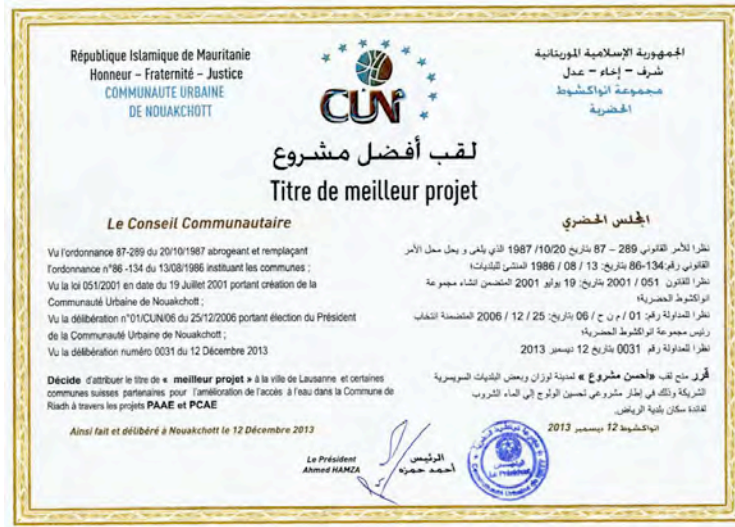 République Islamique de Mauritanie
Honneur – Fraternité – Justice
COMMUNAUTE URBAINE
DE NOUAKCHOTT
CUN
الجمهورية الإسلامية الموريتانية
شرف – إخاء – عدل
مجموعة انواكشوط
الحضرية
لقب أفضل مشروع
Titre de meilleur projet
Le Conseil Communautaire
Vu l'ordonnance 87-289 du 20/10/1987 abrogeant et remplaçant
l'ordonnance n°86 -134 du 13/08/1986 instituant les communes ;
Vu la loi 051/2001 en date du 19 Juillet 2001 portant création de la
Communauté Urbaine de Nouakchott ;
Vu la délibération n°01/CUN/06 du 25/12/2006 portant élection du Président
de la Communauté Urbaine de Nouakchott ;
Vu la délibération numéro 0031 du 12 Décembre 2013
Décide d'attribuer le titre de « meilleur projet » à la ville de Lausanne et certaines
communes suisses partenaires pour l'amélioration de l'accès à l'eau dans la Commune de
Riadh à travers les projets PAAE et PCAE
Ainsi fait et délibéré à Nouakchott le 12 Décembre 2013
المجلس الحضري
نظرا للأمر القانوني 289 – 87 بتاريخ 10/20/ 1987 الذي يلغى و يحل محل الأمر
القانوني رقم:134-86 بتاريخ: 13 / 08 / 1986 المنشئ للبلديات؛
نظرا للقانون 051 / 2001 بتاريخ: 19 يوليو 2001 المتضمن انشاء مجموعة
انواكشوط الحضرية؛
نظرا للمداولة رقم: 01 / م ن ح / 06 بتاريخ: 25 / 12 / 2006 المتضمنة انتخاب
رئيس مجموعة انواكشوط الحضرية؛
نظرا للمداولة رقم 0031 بتاريخ 12 ديسمبر 2013
قرر منح لقب «أحسن مشروع » لمدينة لوزان وبعض البلديات السويسرية
الشريكة وذلك في إطار مشروعي تحسين الولوج إلى الماء الشروب
لفائدة سكان بلدية الرياض.
انواكشوط 12 ديسمبر 2013
Le Président
Ahmed HAMZA
الرئيس
أحمد حمزه
الرئيس
Le Président